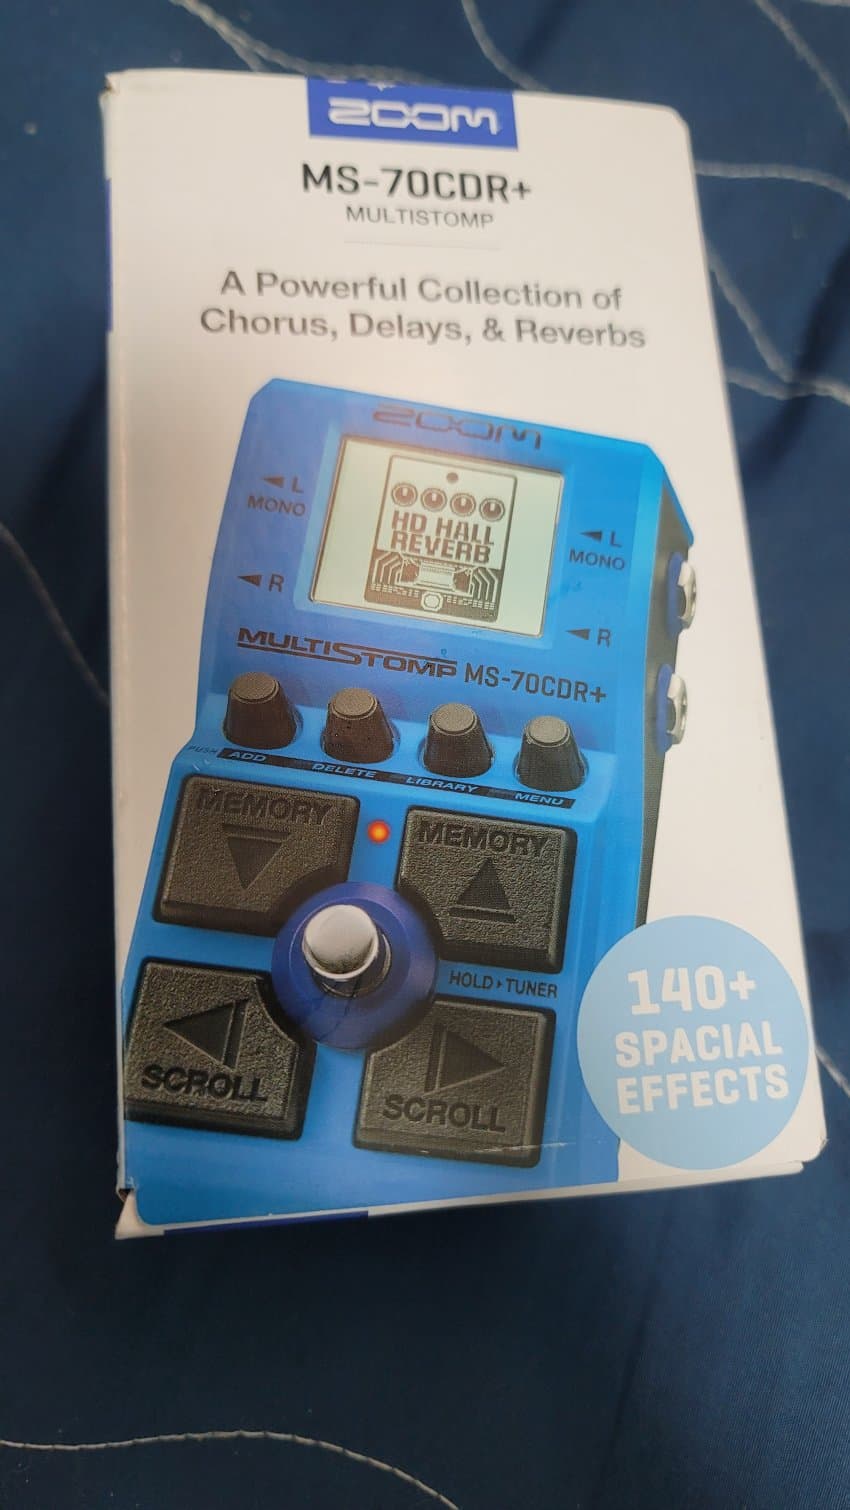 ZOOM
MS-70CDR+
MULTISTOMP
A Powerful Collection of
Chorus, Delays, & Reverbs
ZOOM
L
MONO
R
HD HALL
REVERB
L
MONO
R
MULTISTOMP MS-70CDR+
PUSH ADD DELETE LIBRARY MENU
MEMORY
MEMORY
HOLD▸TUNER
SCROLL
SCROLL
140+
SPACIAL
EFFECTS